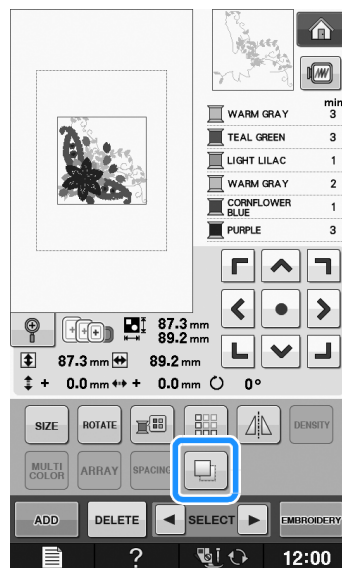 min
WARM GRAY 3
TEAL GREEN 3
LIGHT LILAC 1
WARM GRAY 2
CORNFLOWER
BLUE 1
PURPLE 3
87.3 mm
89.2 mm
87.3 mm 89.2 mm
+ 0.0 mm + 0.0 mm 0°
SIZE ROTATE DENSITY
MULTI
COLOR ARRAY SPACING
ADD DELETE SELECT EMBROIDERY
? 12:00